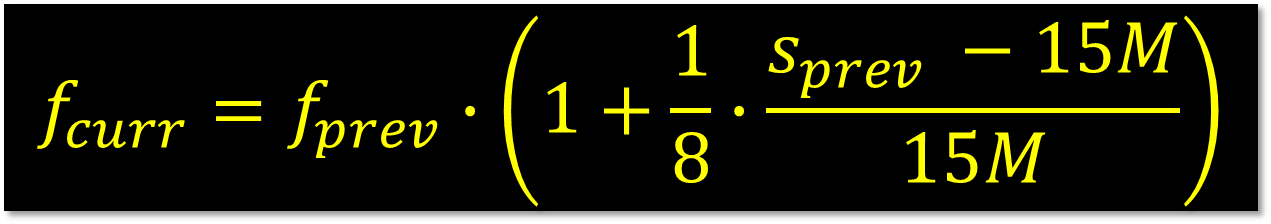 f_curr = f_prev · (1 + 1/8 · (s_prev − 15M)/15M)